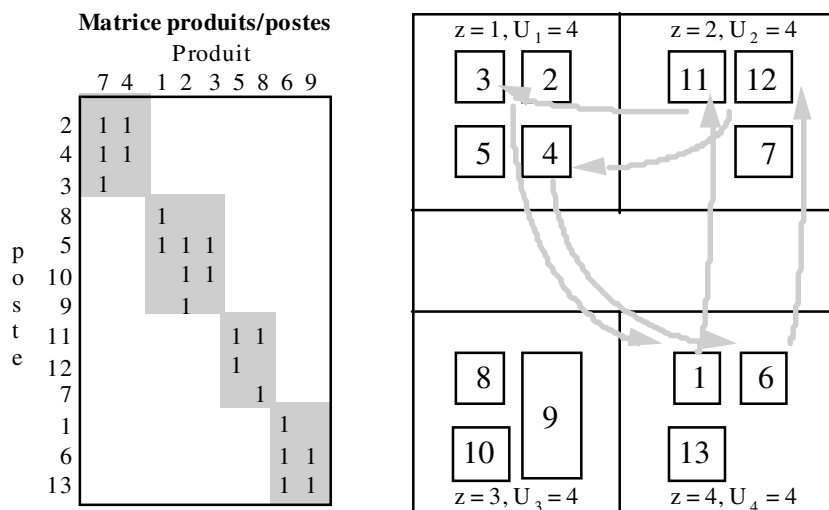 Matrice produits/postes
Produit
7 4 1 2 3 5 8 6 9
poste
2 1 1
4 1 1
3 1
8 1
5 1 1 1
10 1 1
9 1
11 1 1
12 1
7 1
1 1
6 1 1
13 1 1
z = 1, U1 = 4
3 2
5 4
z = 2, U2 = 4
11 12
7
8
9
10
z = 3, U3 = 4
1 6
13
z = 4, U4 = 4